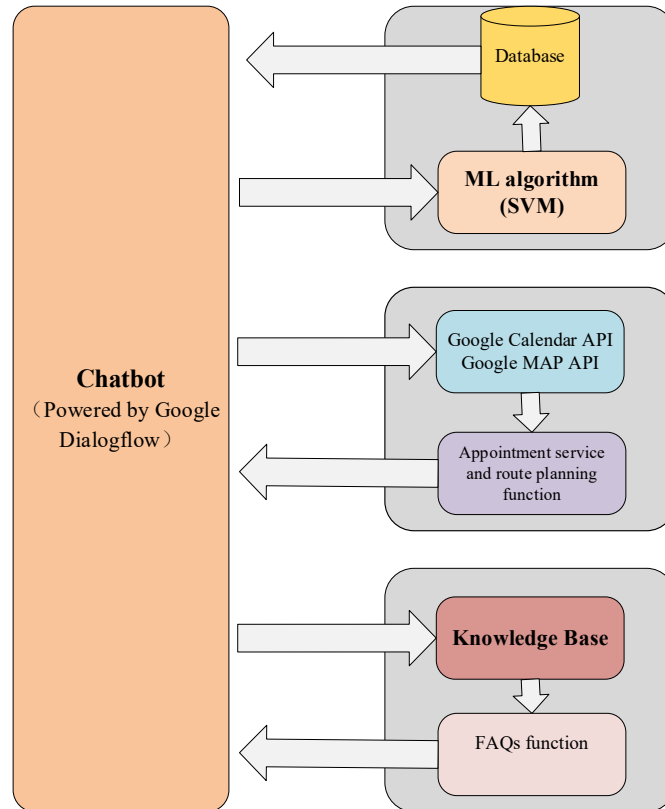 Database
ML algorithm
(SVM)
Google Calendar API
Google MAP API
Chatbot
（Powered by Google
Dialogflow）
Appointment service
and route planning
function
Knowledge Base
FAQs function